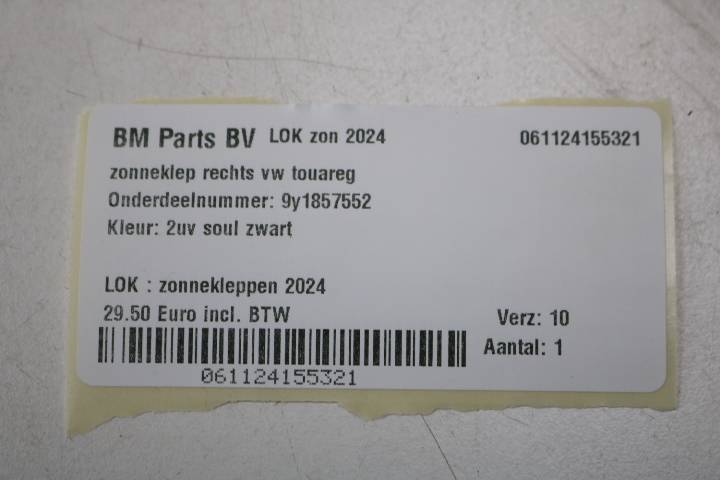 BM Parts BV LOK zon 2024 061124155321
zonneklep rechts vw touareg
Onderdeelnummer: 9y1857552
Kleur: 2uv soul zwart
LOK : zonnekleppen 2024
29.50 Euro incl. BTW Verz: 10
Aantal: 1
061124155321